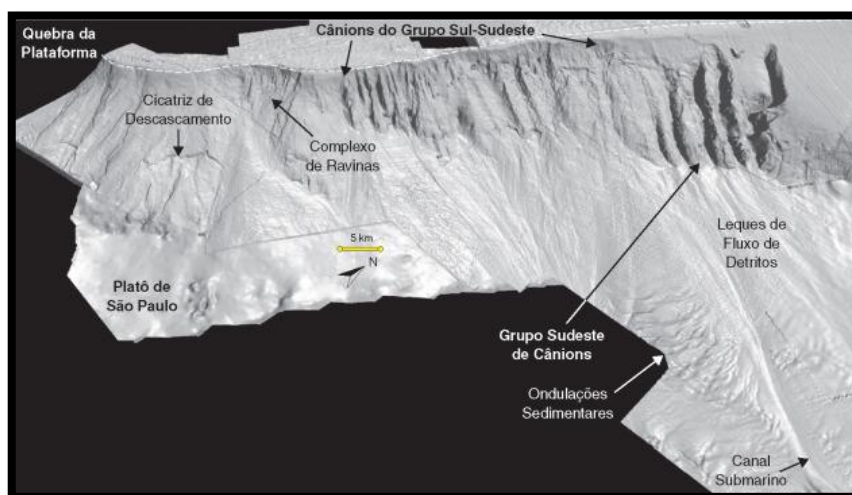 Quebra da
Plataforma
Cânions do Grupo Sul-Sudeste
Cicatriz de
Descascamento
Complexo
de Ravinas
5 km
N
Platô de
São Paulo
Leques de
Fluxo de
Detritos
Grupo Sudeste
de Cânions
Ondulações
Sedimentares
Canal
Submarino